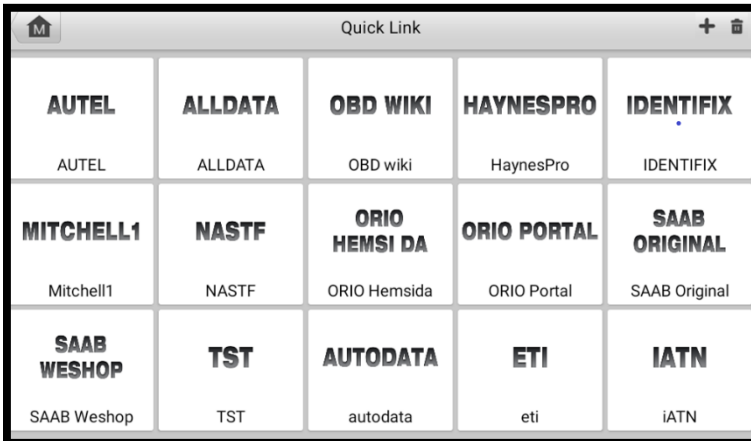 M Quick Link
AUTEL ALLDATA OBD WIKI HAYNESPRO IDENTIFIX
AUTEL ALLDATA OBD wiki HaynesPro IDENTIFIX
MITCHELL1 NASTF ORIO HEMSI DA ORIO PORTAL SAAB ORIGINAL
Mitchell1 NASTF ORIO Hemsida ORIO Portal SAAB Original
SAAB WESHOP TST AUTODATA ETI IATN
SAAB Weshop TST autodata eti iATN